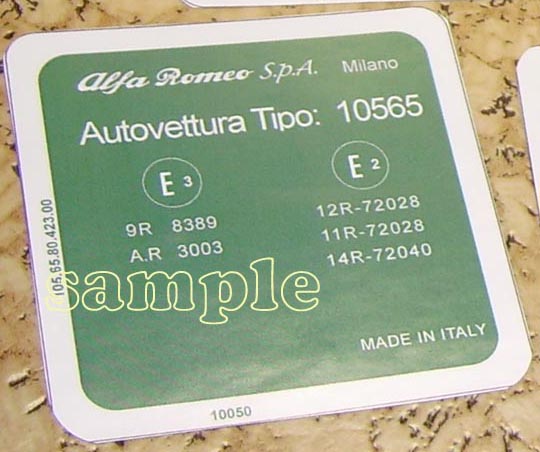 Alfa Romeo S.p.A. Milano
Autovettura Tipo: 10565
E 3
9R 8389
A.R 3003
E 2
12R-72028
11R-72028
14R-72040
105.65.80.423.00
sample
MADE IN ITALY
10050